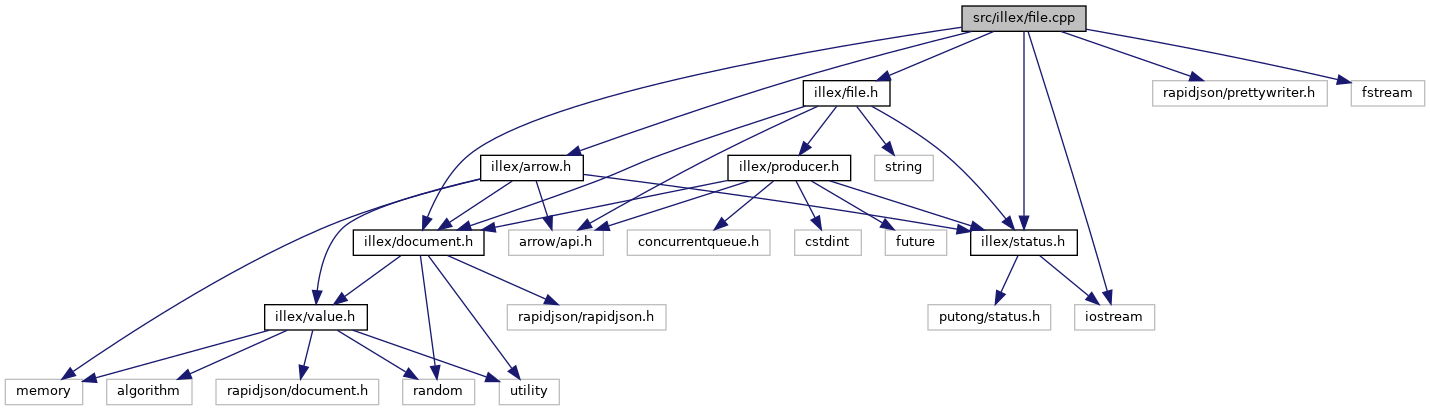 src/illex/file.cpp
illex/file.h
rapidjson/prettywriter.h
fstream
illex/arrow.h
illex/producer.h
string
illex/document.h
arrow/api.h
concurrentqueue.h
cstdint
future
illex/status.h
illex/value.h
rapidjson/rapidjson.h
putong/status.h
iostream
memory
algorithm
rapidjson/document.h
random
utility